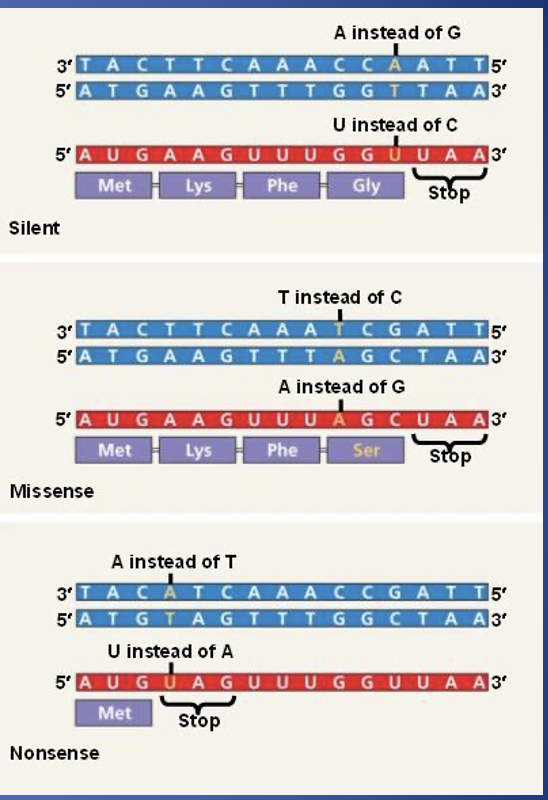 A instead of G
3′ T A C T T C A A A C C A A T T 5′
5′ A T G A A G T T T G G T T A A 3′
U instead of C
5′ A U G A A G U U U G G U U A A 3′
Met Lys Phe Gly
Stop
Silent
T instead of C
3′ T A C T T C A A A T C G A T T 5′
5′ A T G A A G T T T A G C T A A 3′
A instead of G
5′ A U G A A G U U U A G C U A A 3′
Met Lys Phe Ser
Stop
Missense
A instead of T
3′ T A C A T C A A A C C G A T T 5′
5′ A T G T A G T T T G G C T A A 3′
U instead of A
5′ A U G U A G U U U G G U U A A 3′
Met
Stop
Nonsense